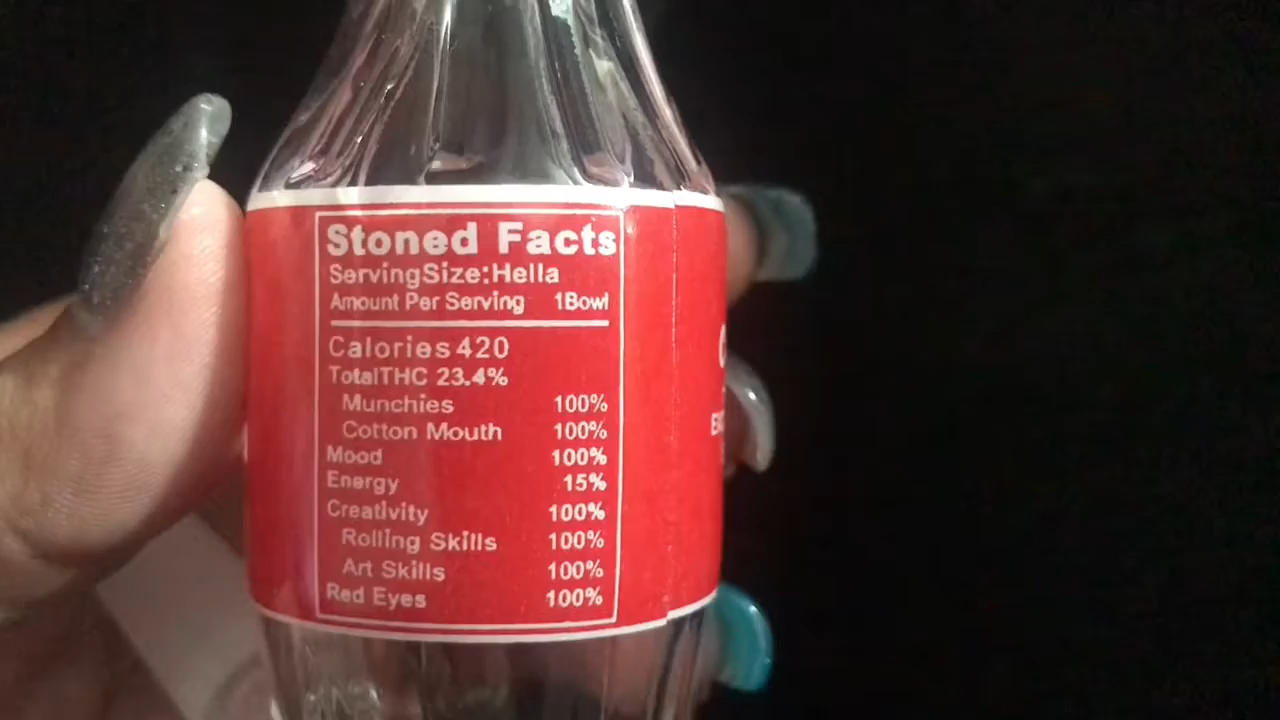 Stoned Facts
ServingSize:Hella
Amount Per Serving 1Bowl
Calories 420
TotalTHC 23.4%
Munchies 100%
Cotton Mouth 100%
Mood 100%
Energy 15%
Creativity 100%
Rolling Skills 100%
Art Skills 100%
Red Eyes 100%